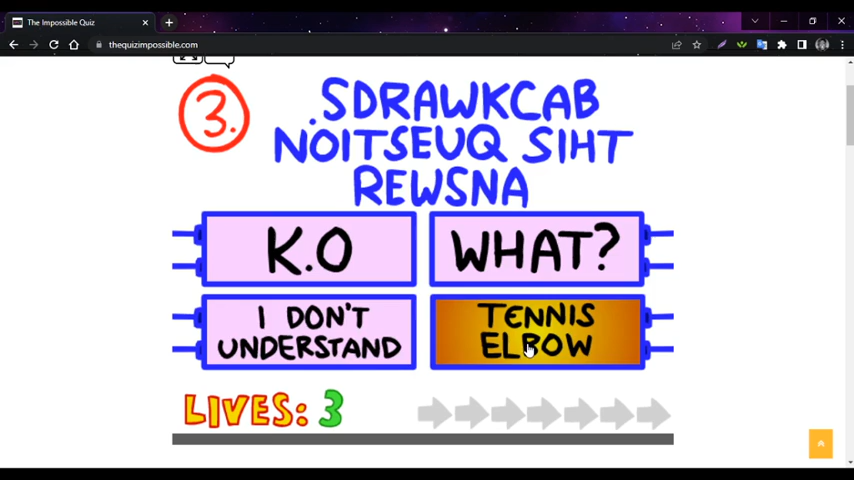 The Impossible Quiz
thequizimpossible.com
3.
.SDRAWKCAB
NOITSEUQ SIHT
REWSNA
K.O
WHAT?
I DON'T
UNDERSTAND
TENNIS
ELBOW
LIVES: 3